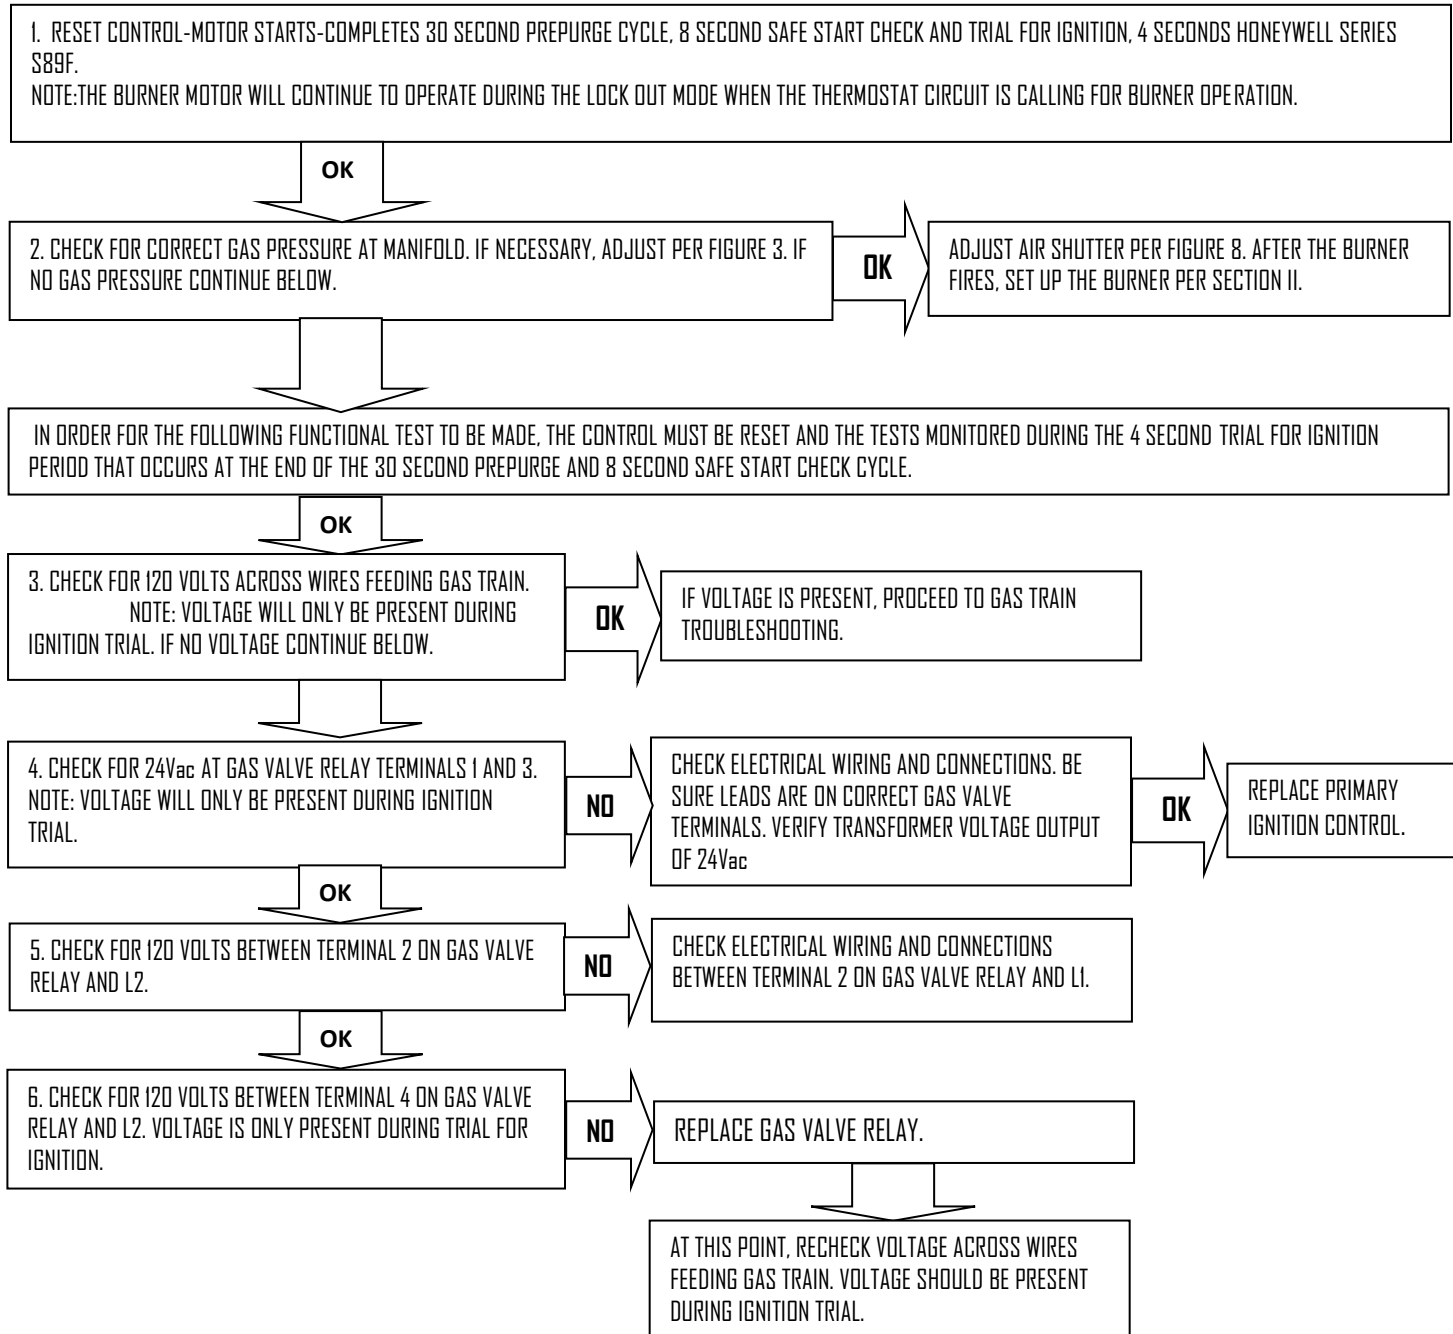 1. RESET CONTROL-MOTOR STARTS-COMPLETES 30 SECOND PREPURGE CYCLE, 8 SECOND SAFE START CHECK AND TRIAL FOR IGNITION, 4 SECONDS HONEYWELL SERIES
S89F.
NOTE:THE BURNER MOTOR WILL CONTINUE TO OPERATE DURING THE LOCK OUT MODE WHEN THE THERMOSTAT CIRCUIT IS CALLING FOR BURNER OPERATION.
OK
2. CHECK FOR CORRECT GAS PRESSURE AT MANIFOLD. IF NECESSARY, ADJUST PER FIGURE 3. IF
NO GAS PRESSURE CONTINUE BELOW.
OK
ADJUST AIR SHUTTER PER FIGURE 8. AFTER THE BURNER
FIRES, SET UP THE BURNER PER SECTION II.
IN ORDER FOR THE FOLLOWING FUNCTIONAL TEST TO BE MADE, THE CONTROL MUST BE RESET AND THE TESTS MONITORED DURING THE 4 SECOND TRIAL FOR IGNITION
PERIOD THAT OCCURS AT THE END OF THE 30 SECOND PREPURGE AND 8 SECOND SAFE START CHECK CYCLE.
OK
3. CHECK FOR 120 VOLTS ACROSS WIRES FEEDING GAS TRAIN.
NOTE: VOLTAGE WILL ONLY BE PRESENT DURING
IGNITION TRIAL. IF NO VOLTAGE CONTINUE BELOW.
OK
IF VOLTAGE IS PRESENT, PROCEED TO GAS TRAIN
TROUBLESHOOTING.
4. CHECK FOR 24Vac AT GAS VALVE RELAY TERMINALS 1 AND 3.
NOTE: VOLTAGE WILL ONLY BE PRESENT DURING IGNITION
TRIAL.
NO
CHECK ELECTRICAL WIRING AND CONNECTIONS. BE
SURE LEADS ARE ON CORRECT GAS VALVE
TERMINALS. VERIFY TRANSFORMER VOLTAGE OUTPUT
OF 24Vac
OK
REPLACE PRIMARY
IGNITION CONTROL.
OK
5. CHECK FOR 120 VOLTS BETWEEN TERMINAL 2 ON GAS VALVE
RELAY AND L2.
NO
CHECK ELECTRICAL WIRING AND CONNECTIONS
BETWEEN TERMINAL 2 ON GAS VALVE RELAY AND L1.
OK
6. CHECK FOR 120 VOLTS BETWEEN TERMINAL 4 ON GAS VALVE
RELAY AND L2. VOLTAGE IS ONLY PRESENT DURING TRIAL FOR
IGNITION.
NO
REPLACE GAS VALVE RELAY.
AT THIS POINT, RECHECK VOLTAGE ACROSS WIRES
FEEDING GAS TRAIN. VOLTAGE SHOULD BE PRESENT
DURING IGNITION TRIAL.